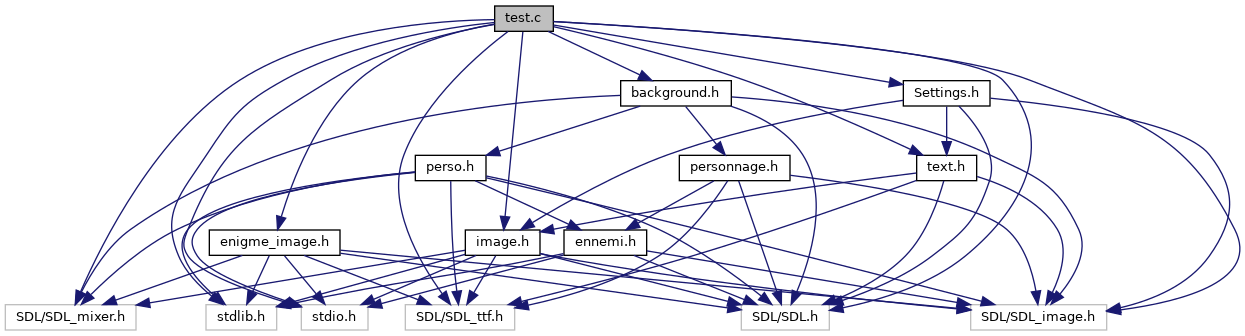 test.c
background.h
Settings.h
perso.h
personnage.h
text.h
enigme_image.h
image.h
ennemi.h
SDL/SDL_mixer.h
stdlib.h
stdio.h
SDL/SDL_ttf.h
SDL/SDL.h
SDL/SDL_image.h